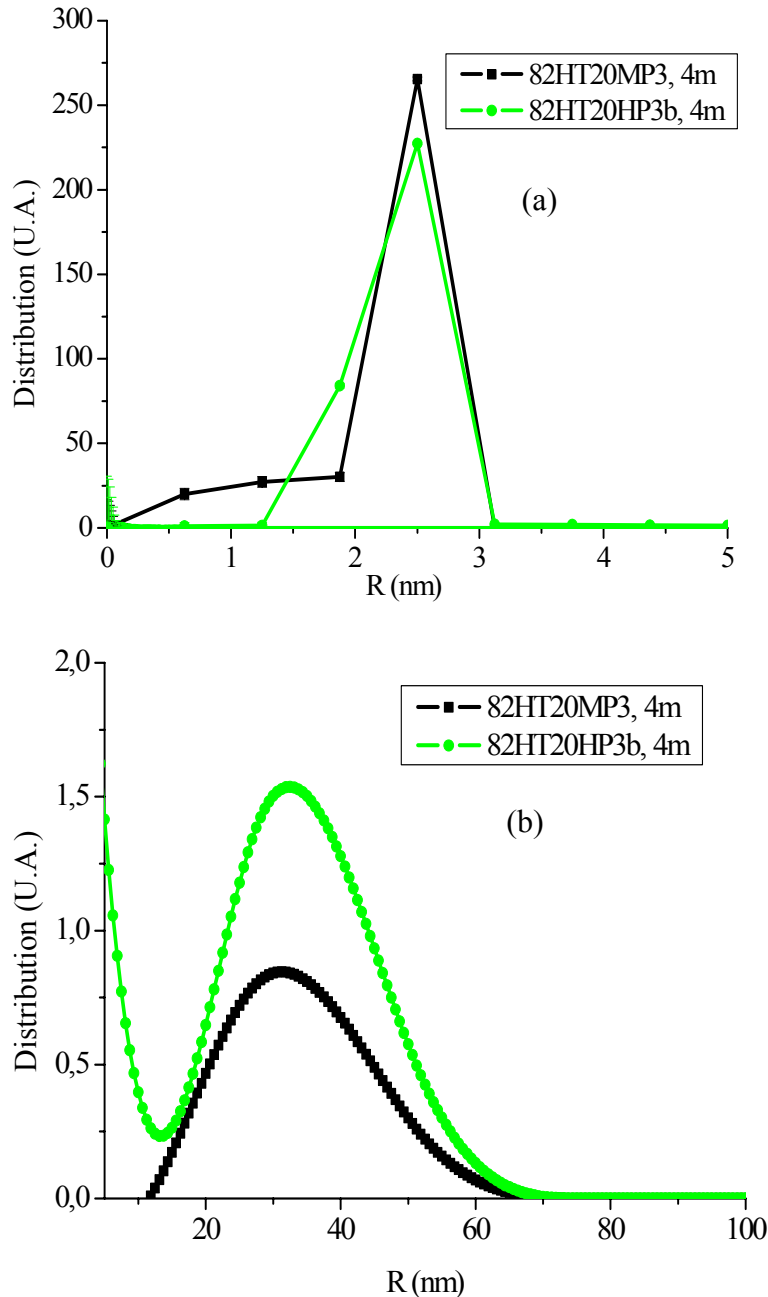 300
250
200
150
100
50
0
Distribution (U.A.)
82HT20MP3, 4m
82HT20HP3b, 4m
(a)
0 1 2 3 4 5
R (nm)
2,0
1,5
1,0
0,5
0,0
Distribution (U.A.)
82HT20MP3, 4m
82HT20HP3b, 4m
(b)
20 40 60 80 100
R (nm)